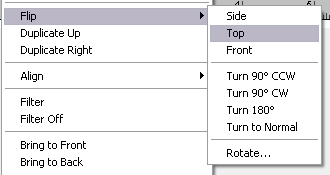 Flip
Duplicate Up
Duplicate Right
Align
Filter
Filter Off
Bring to Front
Bring to Back
Side
Top
Front
Turn 90° CCW
Turn 90° CW
Turn 180°
Turn to Normal
Rotate...